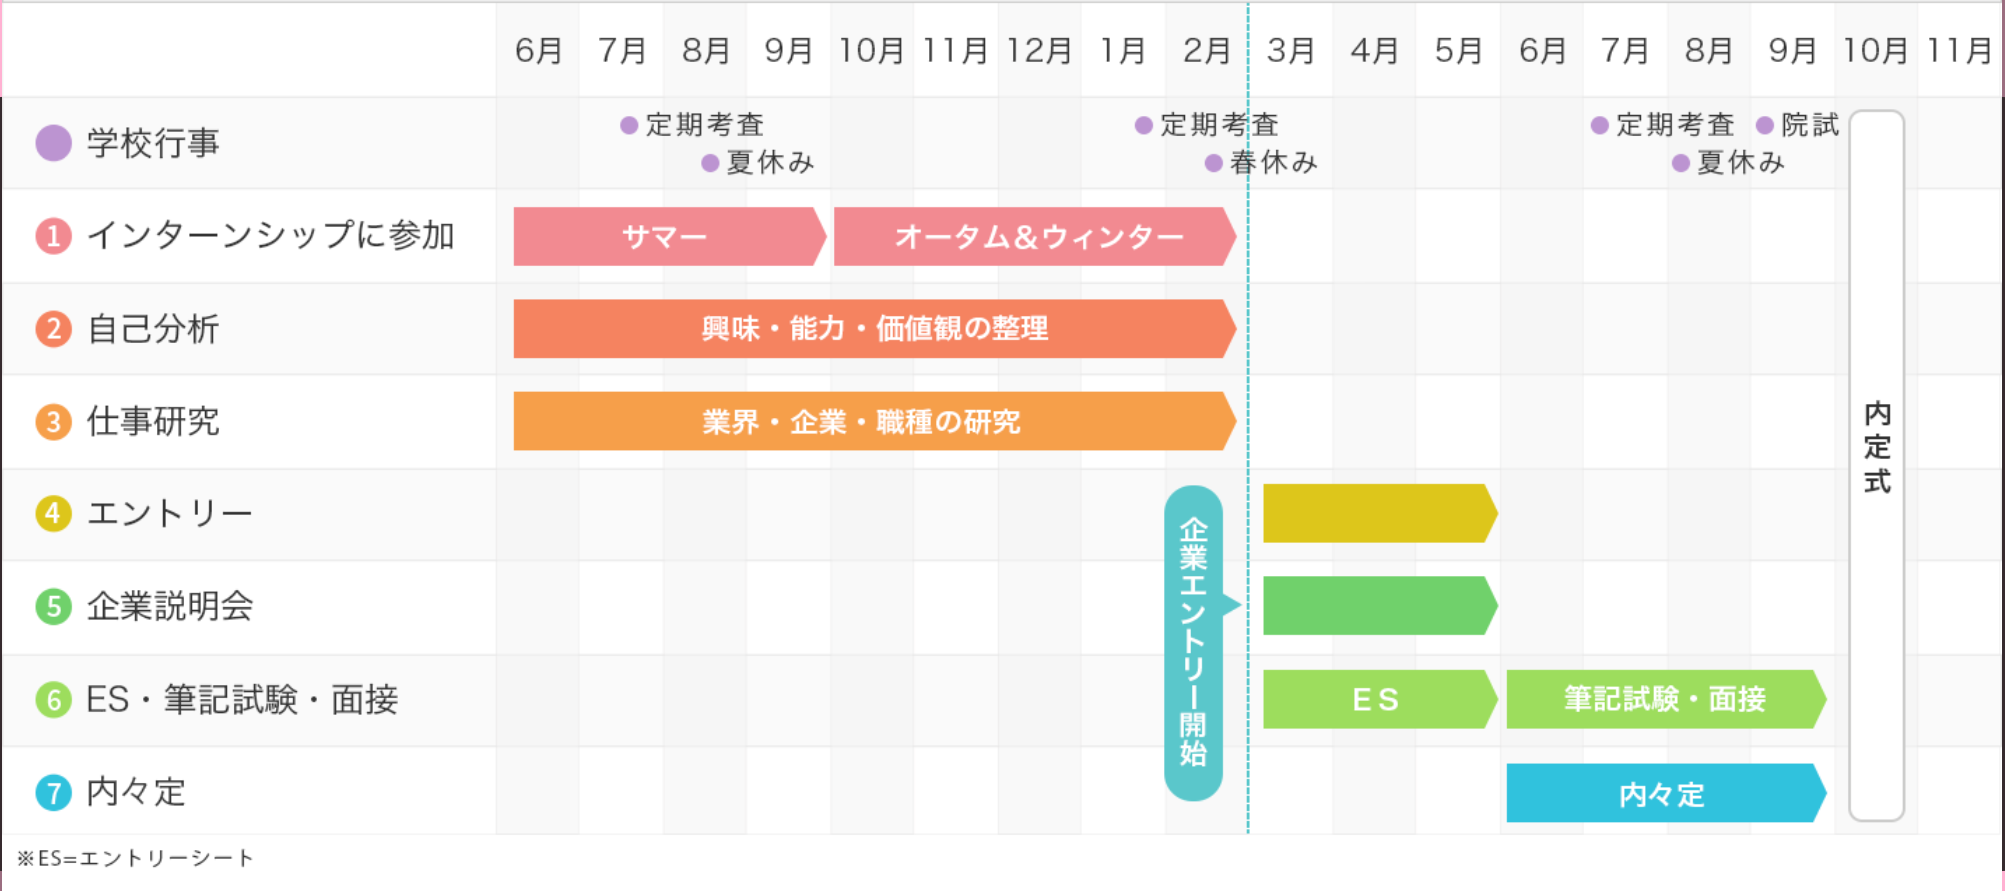 6月 7月 8月 9月 10月 11月 12月 1月 2月 3月 4月 5月 6月 7月 8月 9月 10月 11月
学校行事
定期考査 定期考査 定期考査 院試
夏休み 春休み 夏休み
1 インターンシップに参加 サマー オータム&ウィンター
2 自己分析 興味・能力・価値観の整理
3 仕事研究 業界・企業・職種の研究
4 エントリー
5 企業説明会
6 ES・筆記試験・面接 ES 筆記試験・面接
7 内々定 内々定
企業エントリー開始
内定式
※ES=エントリーシート